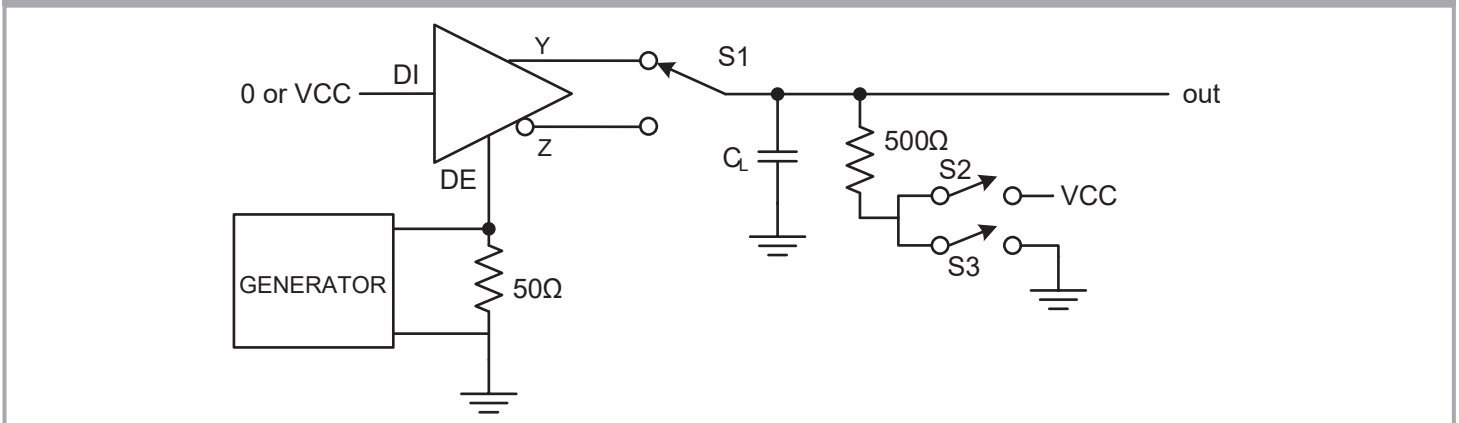 Y
S1
DI
0 or VCC
out
500Ω
Z
CL
S2
DE
VCC
S3
GENERATOR
50Ω